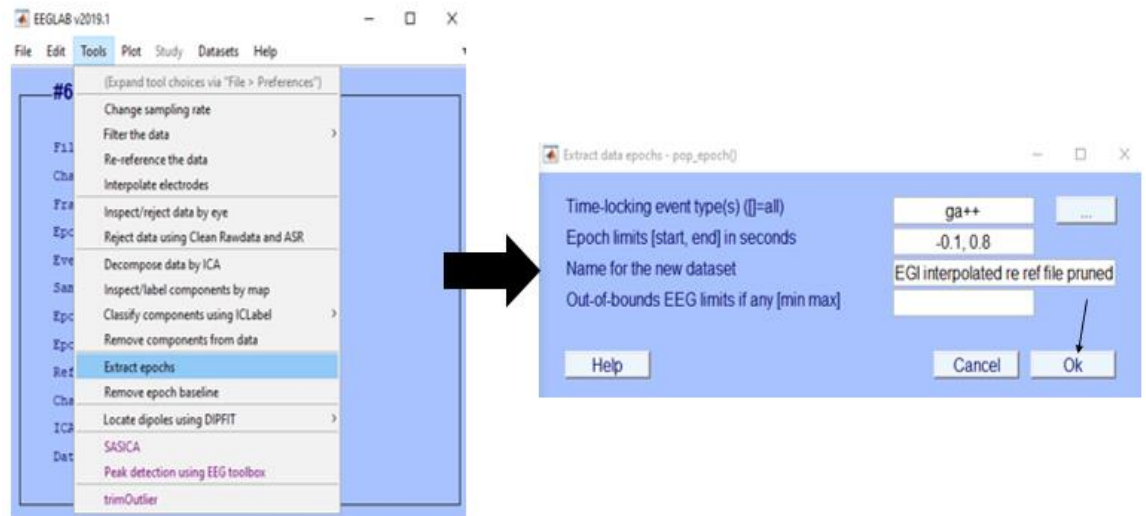 EEGLAB v2019.1
File Edit Tools Plot Study Datasets Help
#6
(Expand tool choices via "File > Preferences")
Change sampling rate
Filter the data
Re-reference the data
Interpolate electrodes
Inspect/reject data by eye
Reject data using Clean Rawdata and ASR
Decompose data by ICA
Inspect/label components by map
Classify components using ICLabel
Remove components from data
Extract epochs
Remove epoch baseline
Locate dipoles using DIPFIT
SASICA
Peak detection using EEG toolbox
trimOutlier
Fil
Cha
Fra
Epc
Eve
Sam
Epc
Epc
Ref
Cha
ICA
Dat
Extract data epochs - pop_epoch()
Time-locking event type(s) ([]=all) ga++ ...
Epoch limits [start, end] in seconds -0.1, 0.8
Name for the new dataset EGI interpolated re ref file pruned
Out-of-bounds EEG limits if any [min max]
Help Cancel Ok